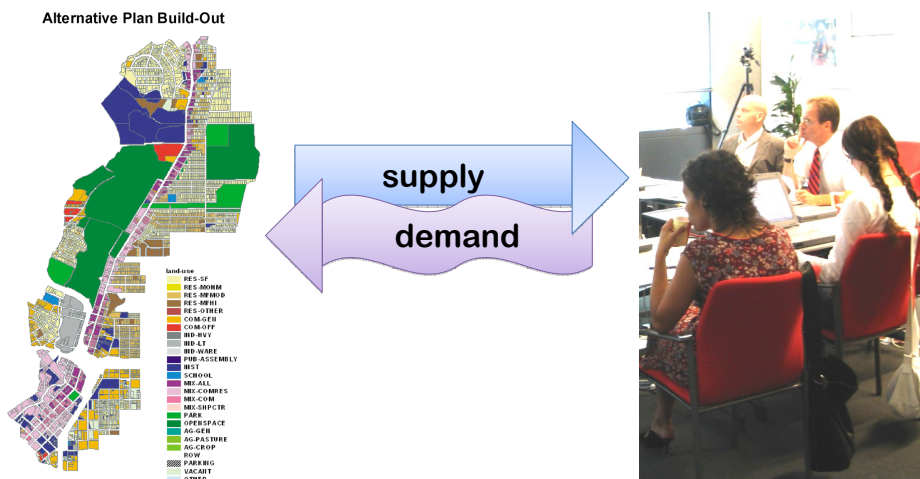 Alternative Plan Build-Out
supply
demand
land-use
RES-SF
RES-MOHM
RES-MFMOD
RES-MFHI
RES-OTHER
COM-GEN
COM-OFF
IND-HVY
IND-LT
IND-WARE
PUB-ASSEMBLY
INST
SCHOOL
MIX-ALL
MIX-COMRES
MIX-COM
MIX-SHPCTR
PARK
OPENSPACE
AG-GEN
AG-PASTURE
AG-CROP
ROW
PARKING
VACANT
OTHER